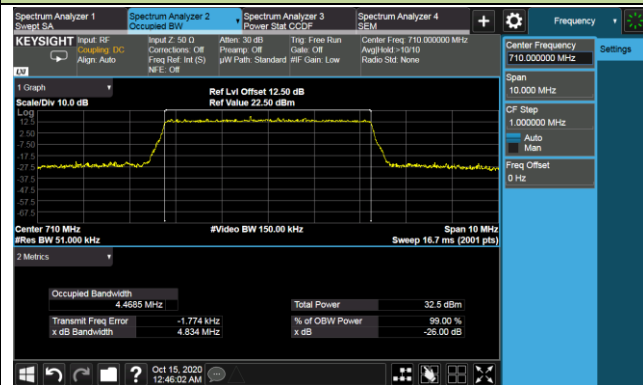 Spectrum Analyzer 1
Swept SA
Spectrum Analyzer 2
Occupied BW
Spectrum Analyzer 3
Power Stat CCDF
Spectrum Analyzer 4
SEM
+
Frequency
KEYSIGHT
Input: RF
Coupling: DC
Align: Auto
Input Z: 50 Ω
Corrections: Off
Freq Ref: Int (S)
NFE: Off
Atten: 30 dB
Preamp: Off
µW Path: Standard
Trig: Free Run
Gate: Off
#IF Gain: Low
Center Freq: 710.000000 MHz
Avg|Hold:>10/10
Radio Std: None
LXI
Center Frequency
710.000000 MHz
Settings
Span
10.000 MHz
CF Step
1.000000 MHz
Auto
Man
Freq Offset
0 Hz
1 Graph
Scale/Div 10.0 dB
Ref Lvl Offset 12.50 dB
Ref Value 22.50 dBm
Log
12.5
2.50
-7.50
-17.5
-27.5
-37.5
-47.5
-57.5
-67.5
Center 710 MHz
#Res BW 51.000 kHz
#Video BW 150.00 kHz
Span 10 MHz
Sweep 16.7 ms (2001 pts)
2 Metrics
Occupied Bandwidth
4.4685 MHz
Total Power 32.5 dBm
Transmit Freq Error -1.774 kHz
% of OBW Power 99.00 %
x dB Bandwidth 4.834 MHz
x dB -26.00 dB
?
Oct 15, 2020
12:46:02 AM